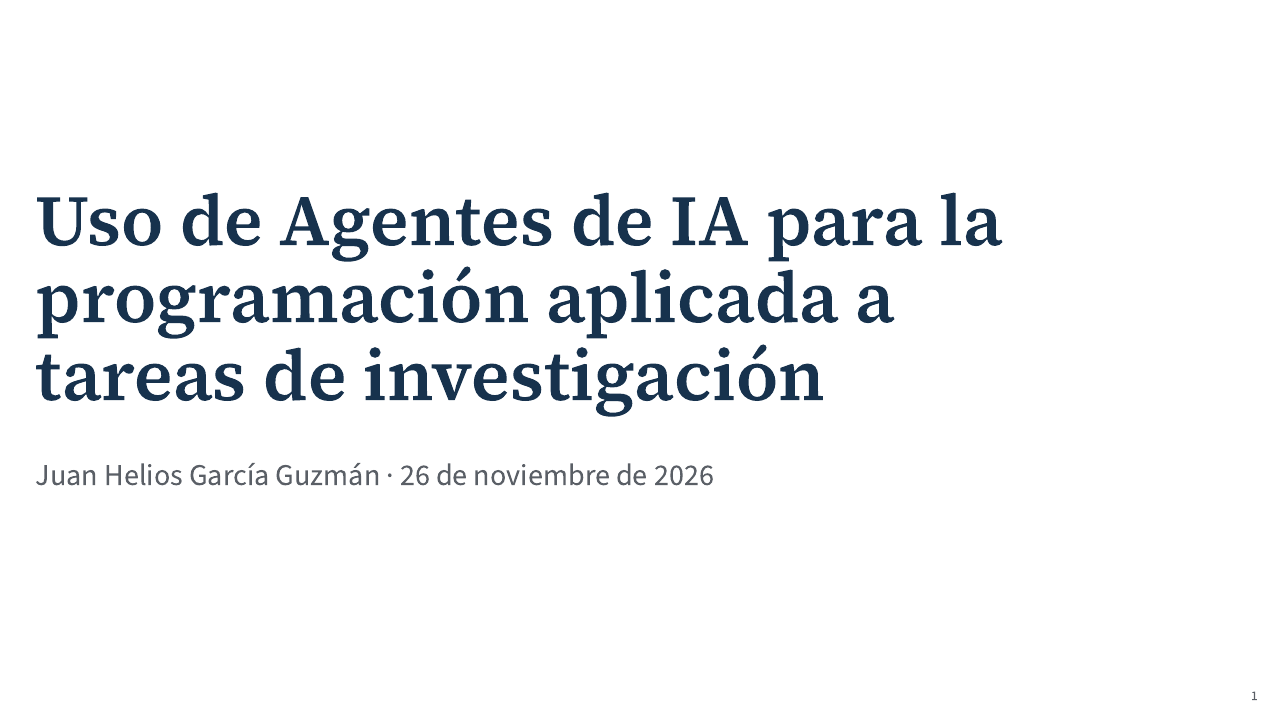 Uso de Agentes de IA para la
programación aplicada a
tareas de investigación
Juan Helios García Guzmán · 26 de noviembre de 2026
1